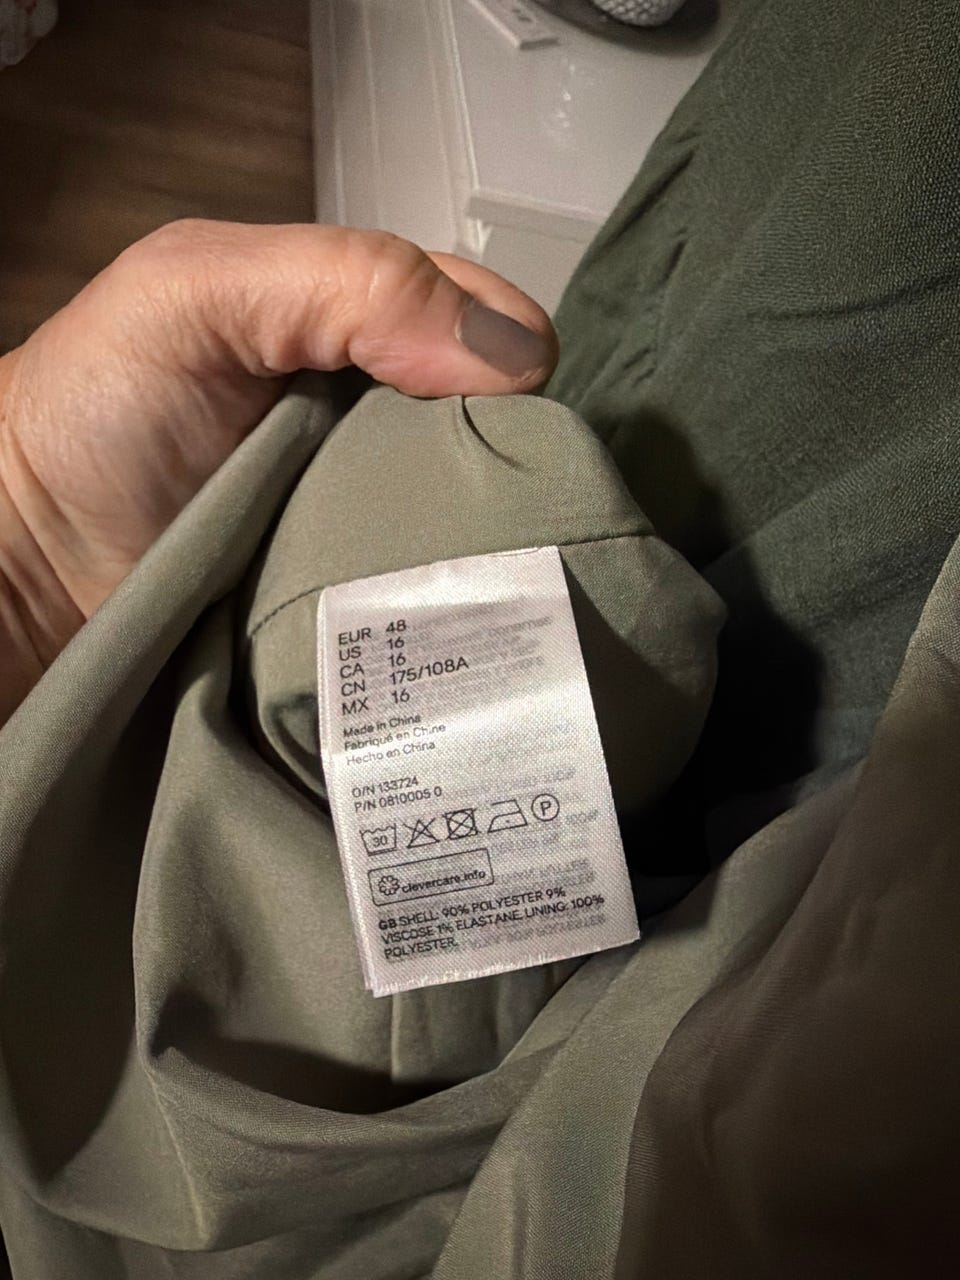 EUR 48
US 16
CA 16
CN 175/108A
MX 16
Made in China
Fabriqué en Chine
Hecho en China
O/N 133724
P/N 0810005 0
30 P
clevercare.info
GB SHELL: 90% POLYESTER 9%
VISCOSE 1% ELASTANE. LINING: 100%
POLYESTER.